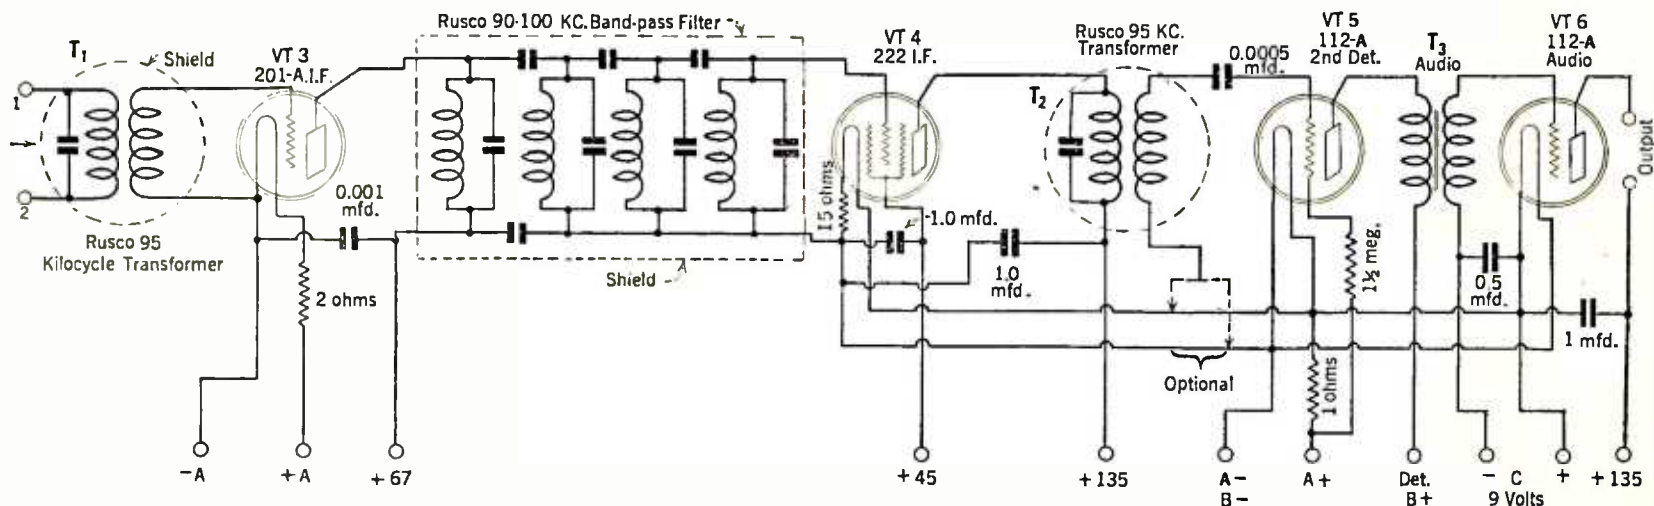 Rusco 90-100 KC. Band-pass Filter
T1
Shield
VT 3
201-A.I.F.
VT 4
222 I.F.
Rusco 95 KC.
Transformer
0.0005
mfd.
VT 5
112-A
2nd Det.
T3
Audio
VT 6
112-A
Audio
1
2
T2
Output
0.001
mfd.
15 ohms
1.0 mfd.
1.0
mfd.
1½ meg.
0.5
mfd.
1 mfd.
Rusco 95
Kilocycle Transformer
2 ohms
Shield
A
Optional
1 ohms
-A
+A
+67
+45
+135
A-
B-
A+
Det.
B+
- C +
9 Volts
+135